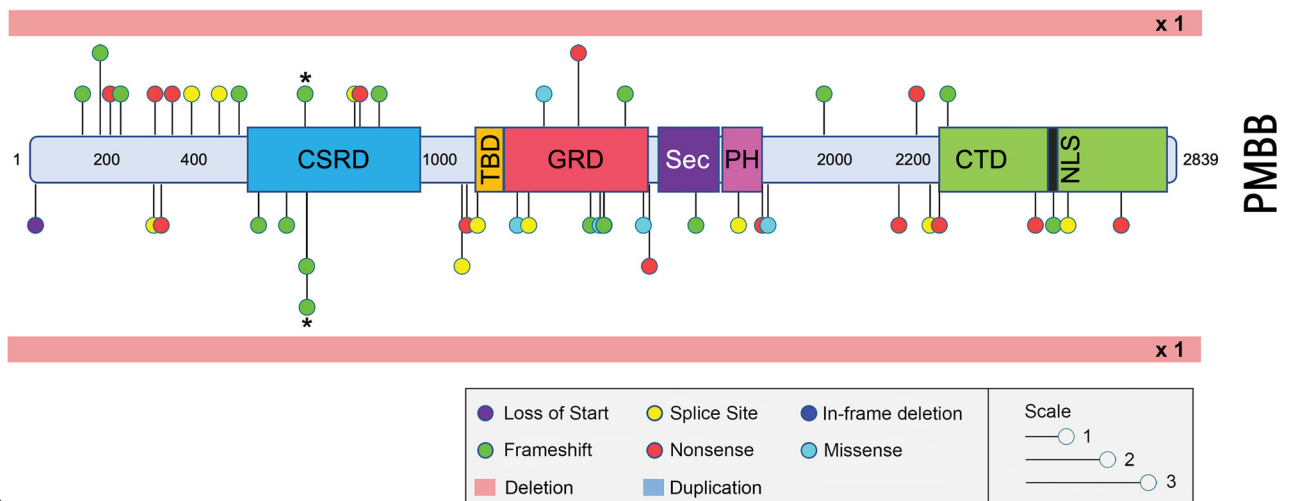 x 1
*
1 200 400 CSRD 1000 TBD GRD Sec PH 2000 2200 CTD NLS 2839
PMBB
*
x 1
Loss of Start Splice Site In-frame deletion
Frameshift Nonsense Missense
Deletion Duplication
Scale
1
2
3